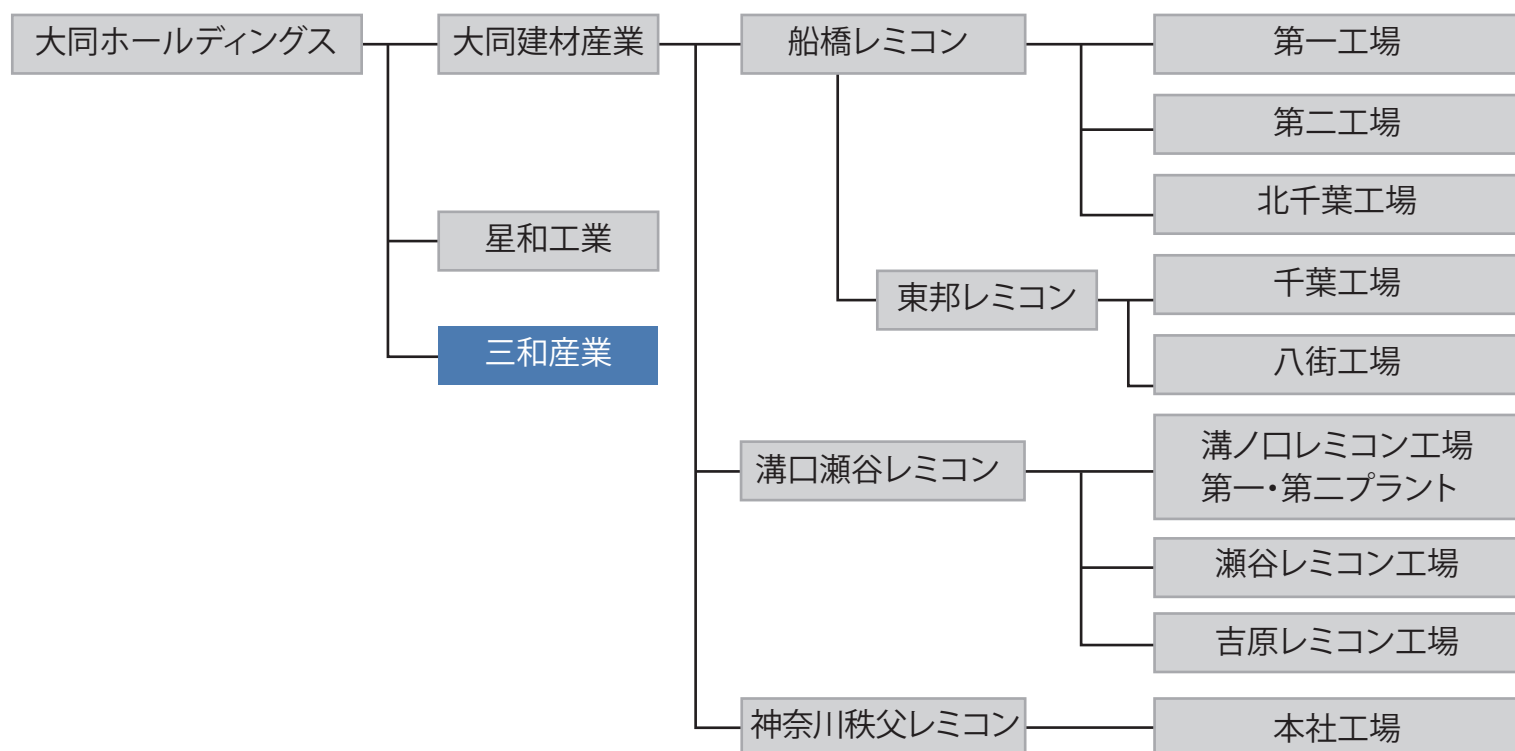 大同ホールディングス
大同建材産業
船橋レミコン
第一工場
第二工場
北千葉工場
星和工業
東邦レミコン
千葉工場
三和産業
八街工場
溝口瀬谷レミコン
溝ノ口レミコン工場
第一・第二プラント
瀬谷レミコン工場
吉原レミコン工場
神奈川秩父レミコン
本社工場